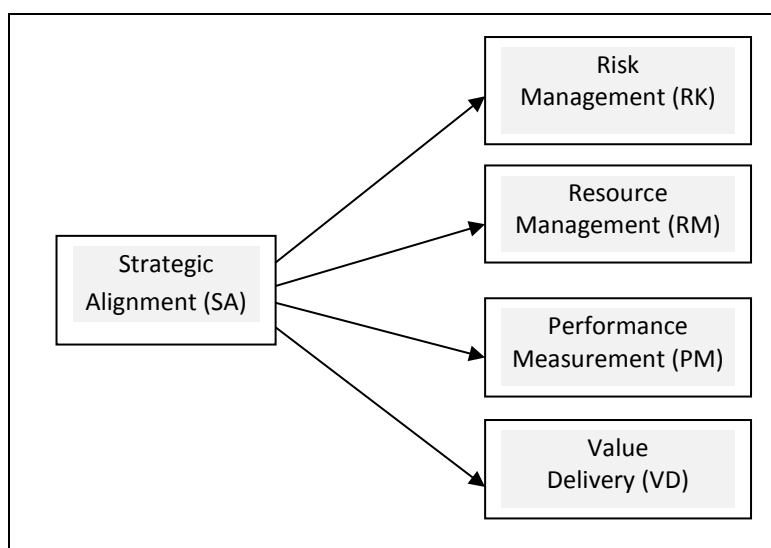 Risk
Management (RK)
Resource
Management (RM)
Strategic
Alignment (SA)
Performance
Measurement (PM)
Value
Delivery (VD)